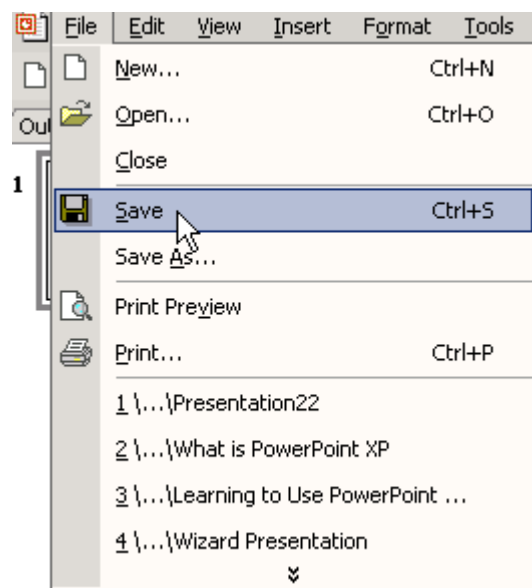 File Edit View Insert Format Tools
New... Ctrl+N
Open... Ctrl+O
Out
Close
1
Save Ctrl+S
Save As...
Print Preview
Print... Ctrl+P
1 \...\Presentation22
2 \...\What is PowerPoint XP
3 \...\Learning to Use PowerPoint ...
4 \...\Wizard Presentation